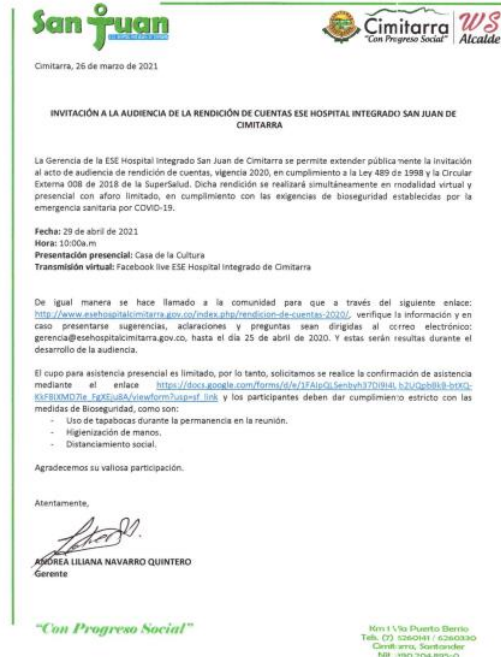 San Juan
Cimitarra
"Con Progreso Social"
WS
Alcalde
Cimitarra, 26 de marzo de 2021
INVITACIÓN A LA AUDIENCIA DE LA RENDICIÓN DE CUENTAS ESE HOSPITAL INTEGRADO SAN JUAN DE
CIMITARRA
La Gerencia de la ESE Hospital Integrado San Juan de Cimitarra se permite extender públicamente la invitación
al acto de audiencia de rendición de cuentas, vigencia 2020, en cumplimiento a la Ley 489 de 1998 y la Circular
Externa 008 de 2018 de la SuperSalud. Dicha rendición se realizará simultáneamente en modalidad virtual y
presencial con aforo limitado, en cumplimiento con las exigencias de bioseguridad establecidas por la
emergencia sanitaria por COVID-19.
Fecha: 29 de abril de 2021
Hora: 10:00a.m
Presentación presencial: Casa de la Cultura
Transmisión virtual: Facebook live ESE Hospital Integrado de Cimitarra
De igual manera se hace llamado a la comunidad para que a través del siguiente enlace:
http://www.esehospitalcimitarra.gov.co/index.php/rendicion-de-cuentas-2020/, verifique la información y en
caso presentarse sugerencias, aclaraciones y preguntas sean dirigidas al correo electrónico:
gerencia@esehospitalcimitarra.gov.co, hasta el día 25 de abril de 2020. Y estas serán resultas durante el
desarrollo de la audiencia.
El cupo para asistencia presencial es limitado, por lo tanto, solicitamos se realice la confirmación de asistencia
mediante el enlace
y los participantes deben dar cumplimiento estricto con las
medidas de Bioseguridad, como son:
- Uso de tapabocas durante la permanencia en la reunión.
- Higienización de manos.
- Distanciamiento social.
Agradecemos su valiosa participación.
Atentamente,
ANDREA LILIANA NAVARRO QUINTERO
Gerente
"Con Progreso Social"
Km 1 Vía Puerto Berrio
Tels. (7) 6260141 / 6260330
Cimitarra, Santander